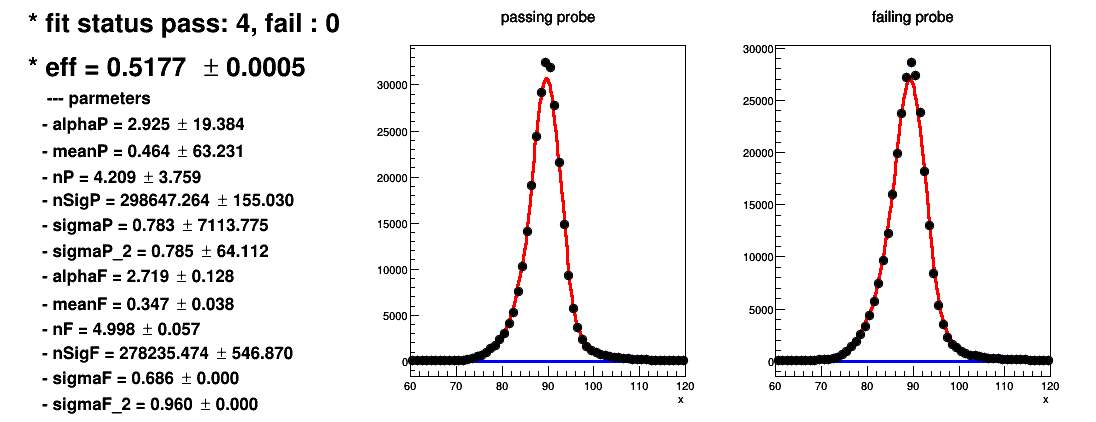 * fit status pass: 4, fail : 0
* eff = 0.5177 ± 0.0005
--- parmeters
- alphaP = 2.925 ± 19.384
- meanP = 0.464 ± 63.231
- nP = 4.209 ± 3.759
- nSigP = 298647.264 ± 155.030
- sigmaP = 0.783 ± 7113.775
- sigmaP_2 = 0.785 ± 64.112
- alphaF = 2.719 ± 0.128
- meanF = 0.347 ± 0.038
- nF = 4.998 ± 0.057
- nSigF = 278235.474 ± 546.870
- sigmaF = 0.686 ± 0.000
- sigmaF_2 = 0.960 ± 0.000
passing probe
30000
25000
20000
15000
10000
5000
0
60 70 80 90 100 110 120
x
failing probe
30000
25000
20000
15000
10000
5000
0
60 70 80 90 100 110 120
x